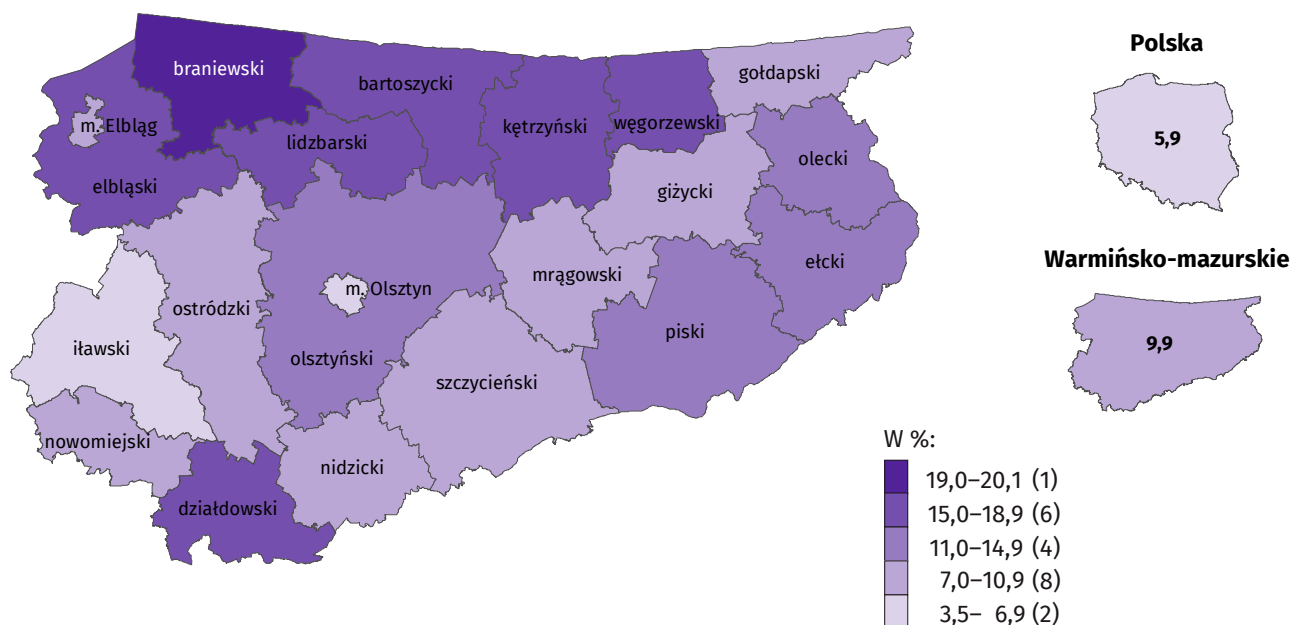 braniewski
bartoszycki
gołdapski
Polska
m. Elbląg
kętrzyński
węgorzewski
lidzbarski
olecki
5,9
elbląski
giżycki
Warmińsko-mazurskie
mrągowski
ełcki
m. Olsztyn
ostródzki
piski
9,9
iławski
olsztyński
szczycieński
nowomiejski
nidzicki
działdowski
W %:
19,0–20,1 (1)
15,0–18,9 (6)
11,0–14,9 (4)
7,0–10,9 (8)
3,5– 6,9 (2)